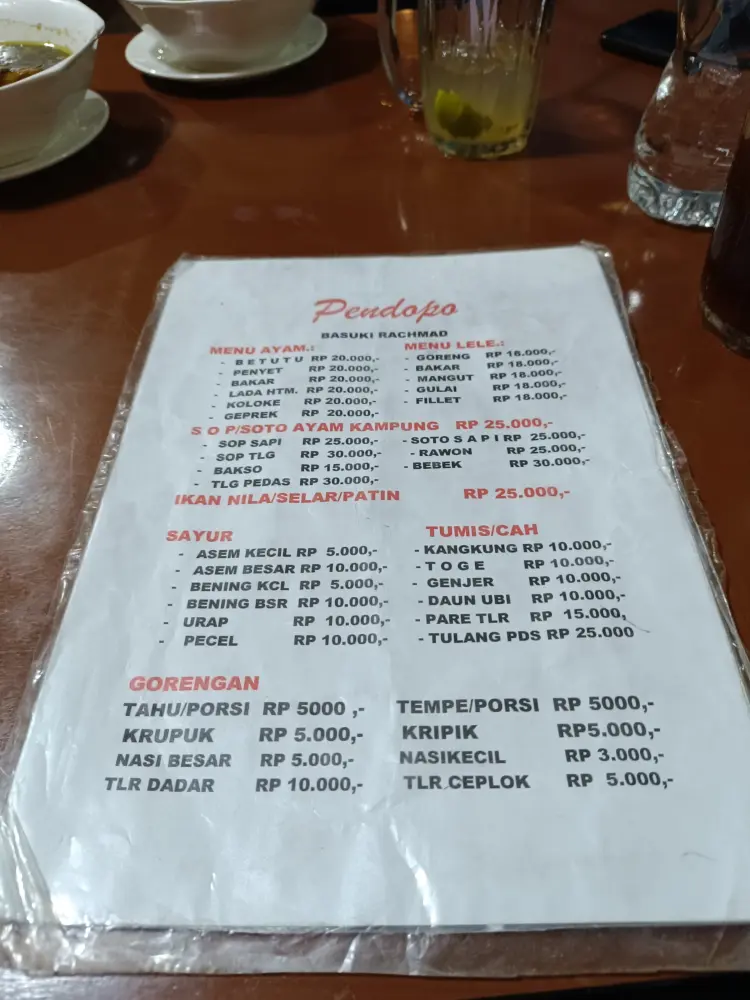 Pendopo
BASUKI RACHMAD
MENU AYAM.:
- B E T U T U RP 20.000,-
- PENYET RP 20.000,-
- BAKAR RP 20.000,-
- LADA HTM. RP 20.000,-
- KOLOKE RP 20.000,-
- GEPREK RP 20.000,-
MENU LELE.:
- GORENG RP 18.000,-
- BAKAR RP 18.000,-
- MANGUT RP 18.000,-
- GULAI RP 18.000,-
- FILLET RP 18.000,-
S O P/SOTO AYAM KAMPUNG RP 25.000,-
- SOP SAPI RP 25.000,-
- SOP TLG RP 30.000,-
- BAKSO RP 15.000,-
- TLG PEDAS RP 30.000,-
- SOTO S A P I RP 25.000,-
- RAWON RP 25.000,-
- BEBEK RP 30.000,-
IKAN NILA/SELAR/PATIN RP 25.000,-
SAYUR
- ASEM KECIL RP 5.000,-
- ASEM BESAR RP 10.000,-
- BENING KCL RP 5.000,-
- BENING BSR RP 10.000,-
- URAP RP 10.000,-
- PECEL RP 10.000,-
TUMIS/CAH
- KANGKUNG RP 10.000,-
- T O G E RP 10.000,-
- GENJER RP 10.000,-
- DAUN UBI RP 10.000,-
- PARE TLR RP 15.000,
- TULANG PDS RP 25.000
GORENGAN
TAHU/PORSI RP 5000 ,- TEMPE/PORSI RP 5000,-
KRUPUK RP 5.000,- KRIPIK RP5.000,-
NASI BESAR RP 5.000,- NASIKECIL RP 3.000,-
TLR DADAR RP 10.000,- TLR CEPLOK RP 5.000,-